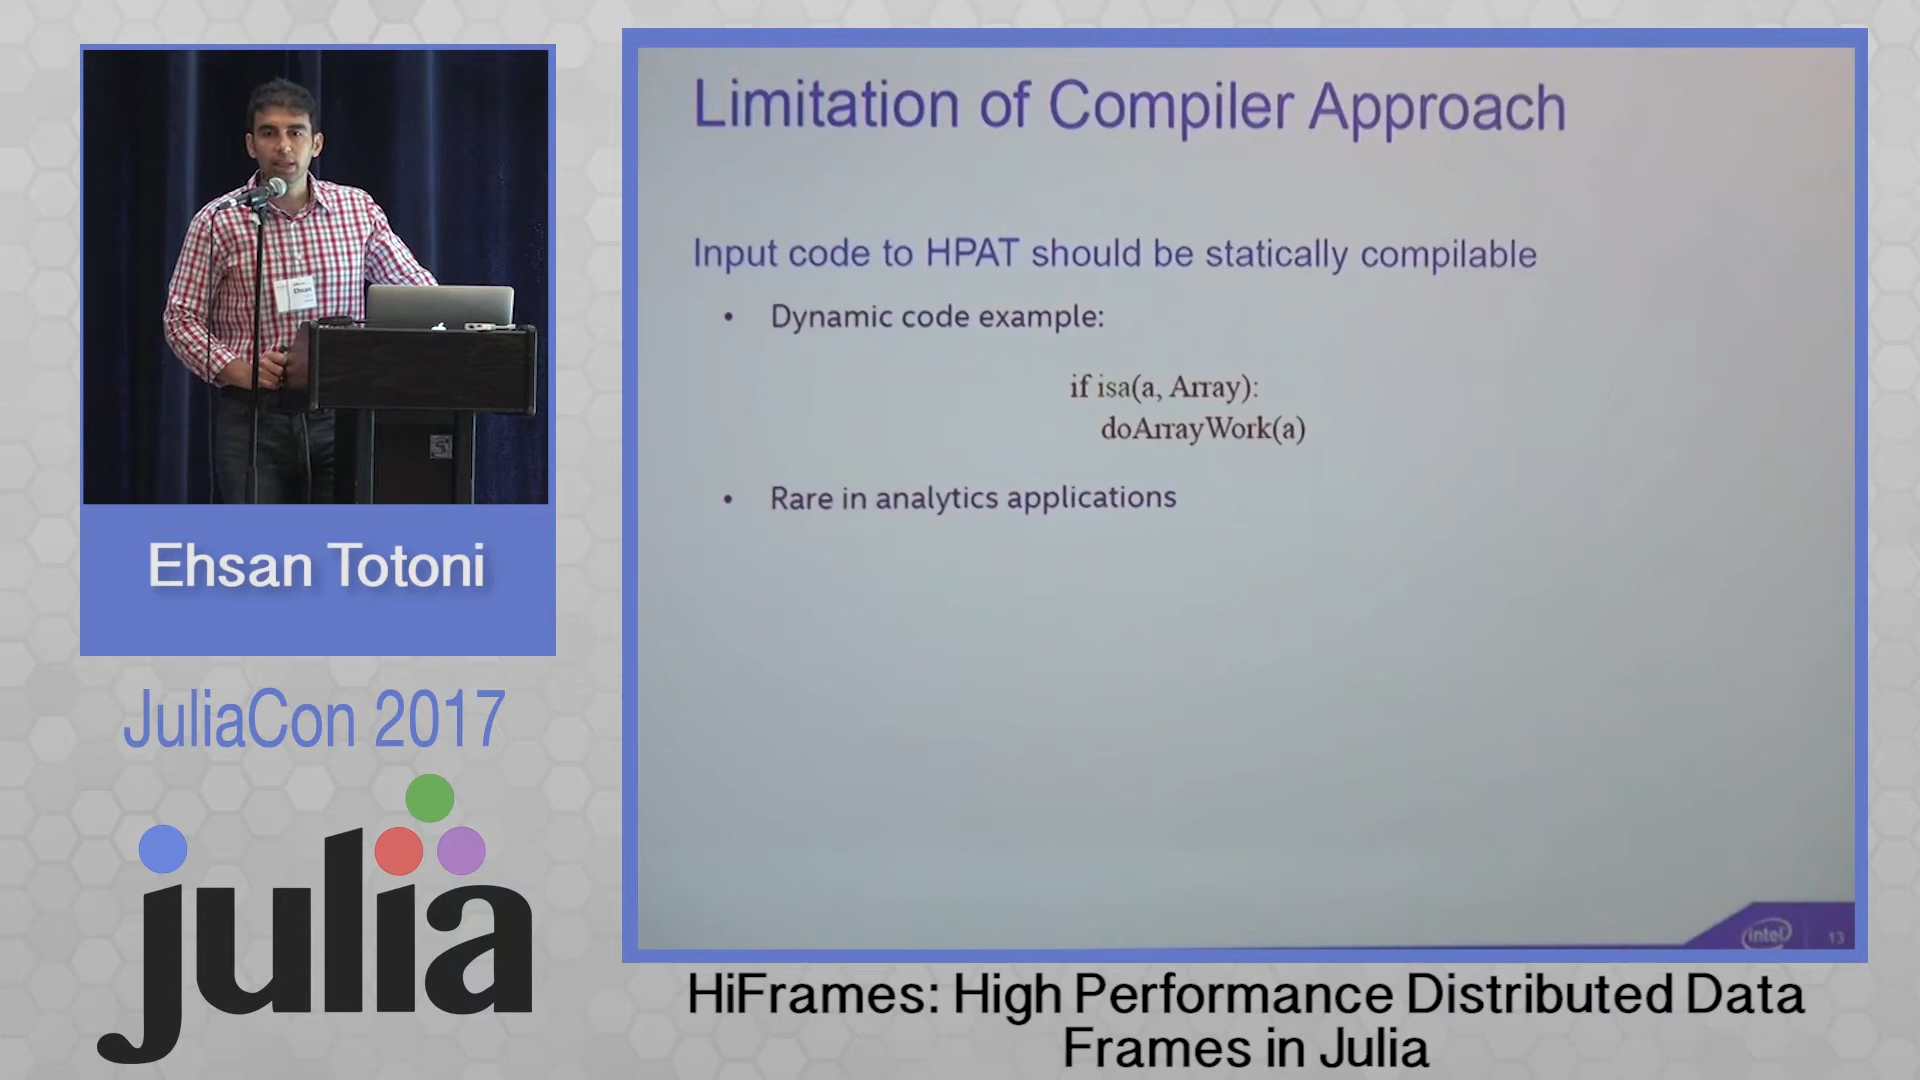 Limitation of Compiler Approach
Input code to HPAT should be statically compilable
• Dynamic code example:
if isa(a, Array):
doArrayWork(a)
• Rare in analytics applications
intel
13
Ehsan
Ehsan Totoni
JuliaCon 2017
julia
HiFrames: High Performance Distributed Data
Frames in Julia